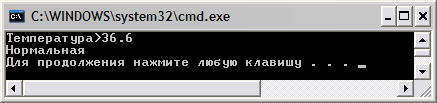 C:\WINDOWS\system32\cmd.exe
Температура>36.6
Нормальная
Для продолжения нажмите любую клавишу . . . _